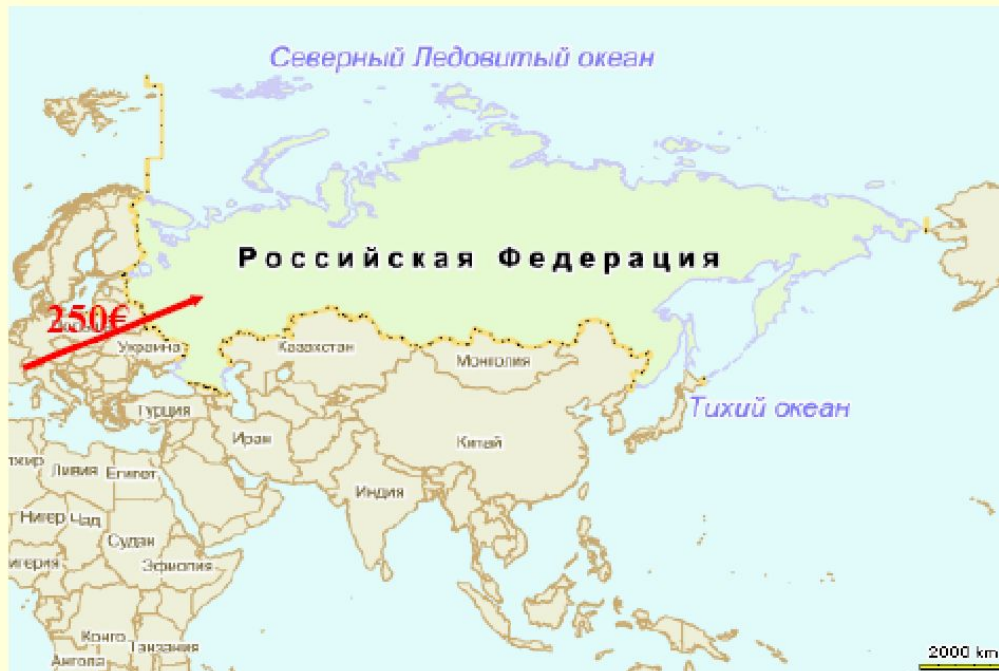 Северный Ледовитый океан
Российская Федерация
250€
Украина
Казахстан
Монголия
Турция
Тихий океан
Иран
Китай
Ливия Египет
Индия
Нигер Чад
Судан
Эфиопия
Конго
Танзания
Ангола
2000 km